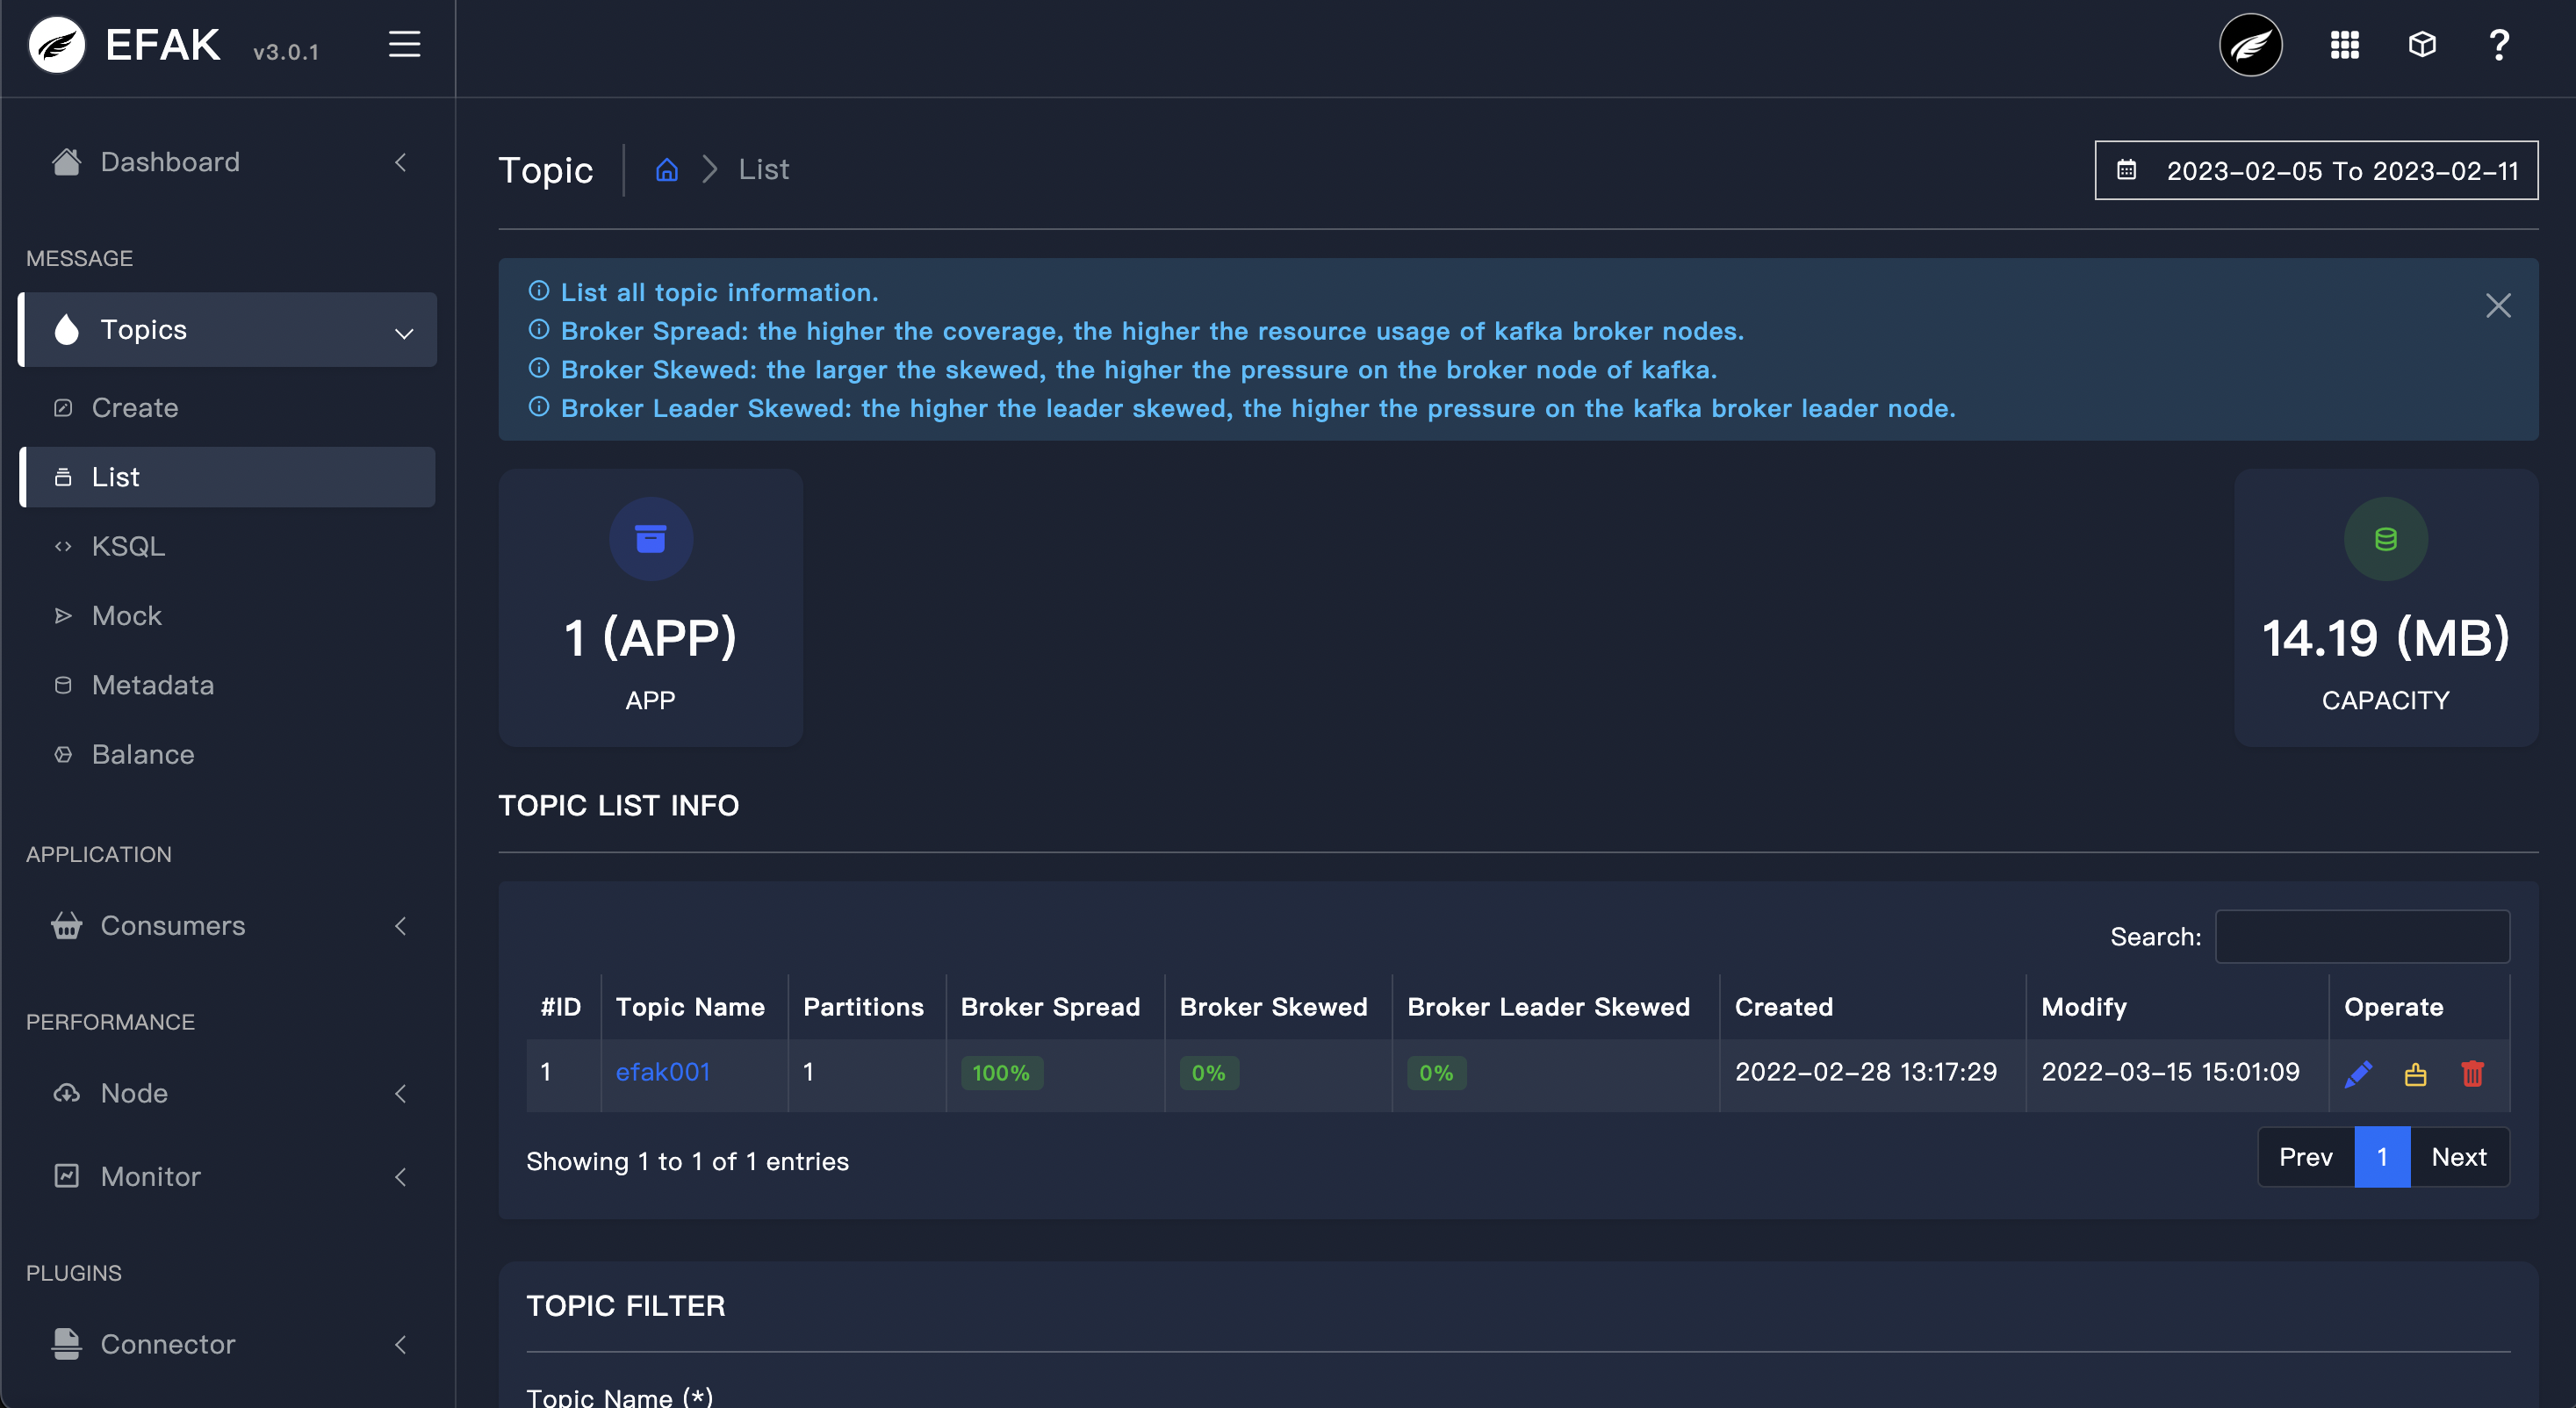 EFAK v3.0.1
Dashboard
MESSAGE
Topics
Create
List
KSQL
Mock
Metadata
Balance
APPLICATION
Consumers
PERFORMANCE
Node
Monitor
PLUGINS
Connector
Topic List
2023-02-05 To 2023-02-11
List all topic information.
Broker Spread: the higher the coverage, the higher the resource usage of kafka broker nodes.
Broker Skewed: the larger the skewed, the higher the pressure on the broker node of kafka.
Broker Leader Skewed: the higher the leader skewed, the higher the pressure on the kafka broker leader node.
1 (APP)
APP
14.19 (MB)
CAPACITY
TOPIC LIST INFO
Search:
#ID Topic Name Partitions Broker Spread Broker Skewed Broker Leader Skewed Created Modify Operate
1 efak001 1 100% 0% 0% 2022-02-28 13:17:29 2022-03-15 15:01:09
Showing 1 to 1 of 1 entries
Prev 1 Next
TOPIC FILTER
Topic Name (*)